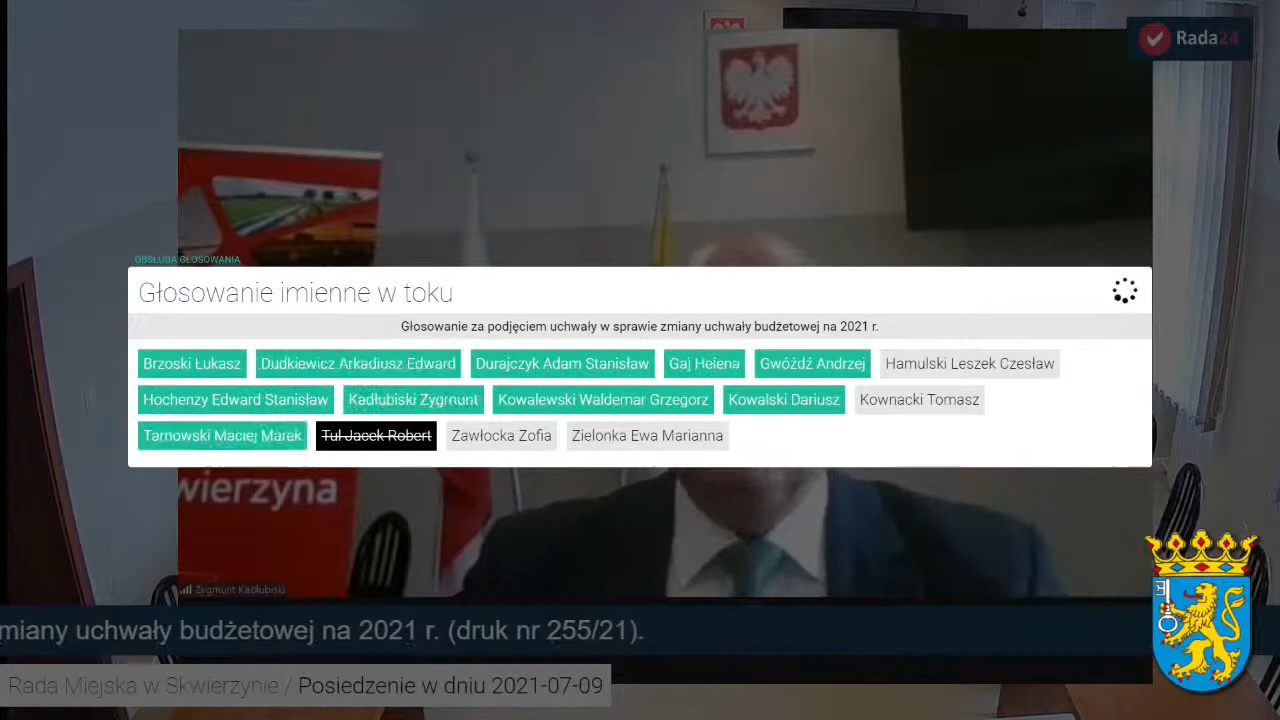 Rada24
OBSŁUGA GŁOSOWANIA
Głosowanie imienne w toku
Głosowanie za podjęciem uchwały w sprawie zmiany uchwały budżetowej na 2021 r.
Brzoski Łukasz Dudkiewicz Arkadiusz Edward Durajczyk Adam Stanisław Gaj Helena Gwóźdź Andrzej Hamulski Leszek Czesław
Hochenzy Edward Stanisław Kadłubiski Zygmunt Kowalewski Waldemar Grzegorz Kowalski Dariusz Kownacki Tomasz
Tarnowski Maciej Marek Tul Jacek Robert Zawłocka Zofia Zielonka Ewa Marianna
wierzyna
Zygmunt Kadłubiski
miany uchwały budżetowej na 2021 r. (druk nr 255/21).
Rada Miejska w Skwierzynie / Posiedzenie w dniu 2021-07-09